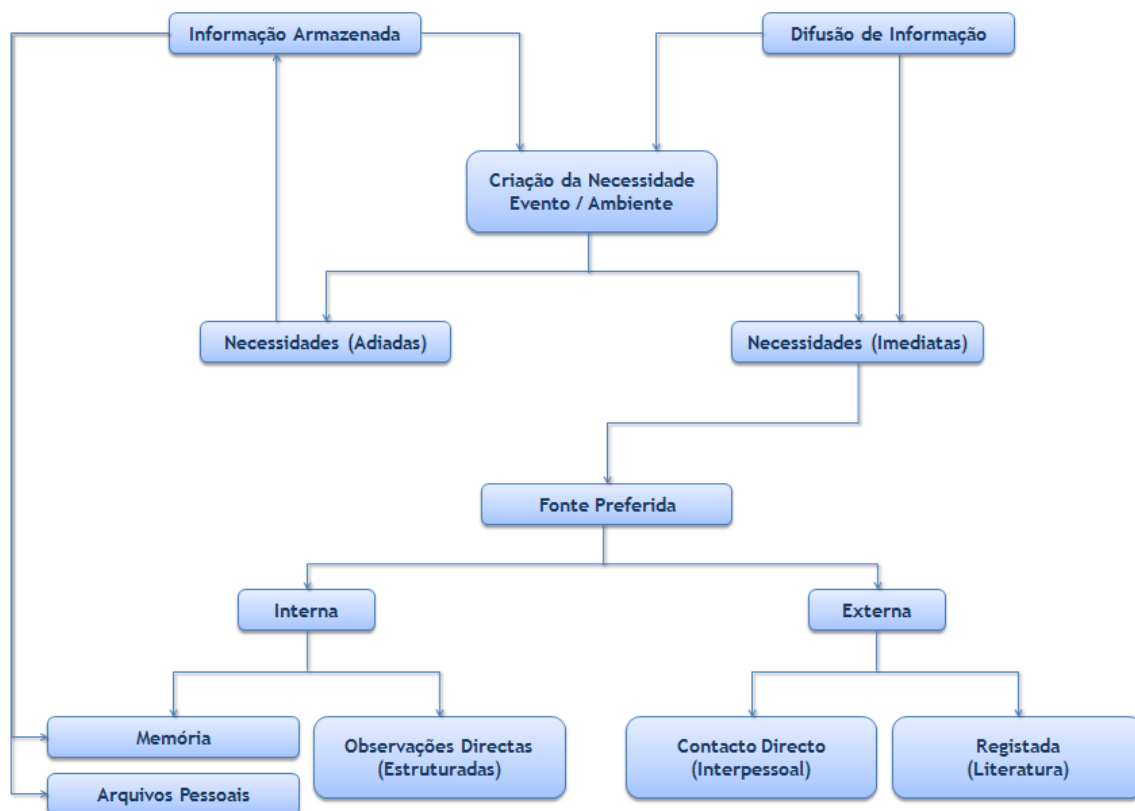 Informação Armazenada
Difusão de Informação
Criação da Necessidade
Evento / Ambiente
Necessidades (Adiadas)
Necessidades (Imediatas)
Fonte Preferida
Interna
Externa
Memória
Observações Directas
(Estruturadas)
Contacto Directo
(Interpessoal)
Registada
(Literatura)
Arquivos Pessoais